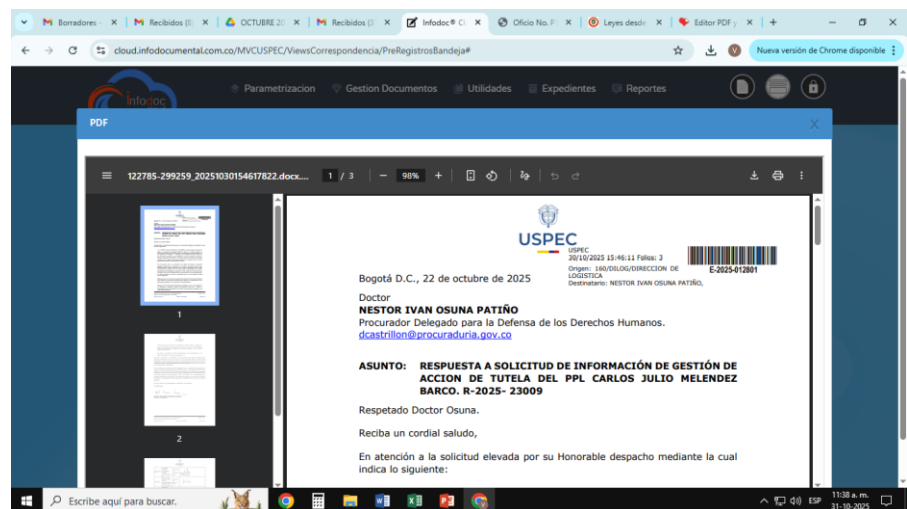 Borradores -
Recibidos (8)
OCTUBRE 20
Recibidos (3
Infodoc® C
Oficio No. P
Leyes desde
Editor PDF y
cloud.infodocumental.com.co/MVCUSPEC/ViewsCorrespondencia/PreRegistrosBandeja#
Nueva versión de Chrome disponible
infodoc
Parametrizacion
Gestion Documentos
Utilidades
Expedientes
Reportes
PDF
X
122785-299259_20251030154617822.docx....
1 / 3
98%
1
2
USPEC
USPEC
30/10/2025 15:46:11 Folios: 3
Origen: 160/DILOG/DIRECCION DE
LOGISTICA
Destinatario: NESTOR IVAN OSUNA PATIÑO,
E-2025-012801
Bogotá D.C., 22 de octubre de 2025
Doctor
NESTOR IVAN OSUNA PATIÑO
Procurador Delegado para la Defensa de los Derechos Humanos.
dcastrillon@procuraduria.gov.co
ASUNTO: RESPUESTA A SOLICITUD DE INFORMACIÓN DE GESTIÓN DE
ACCION DE TUTELA DEL PPL CARLOS JULIO MELENDEZ
BARCO. R-2025- 23009
Respetado Doctor Osuna.
Reciba un cordial saludo,
En atención a la solicitud elevada por su Honorable despacho mediante la cual
indica lo siguiente:
Escribe aquí para buscar.
ESP
11:38 a. m.
31-10-2025